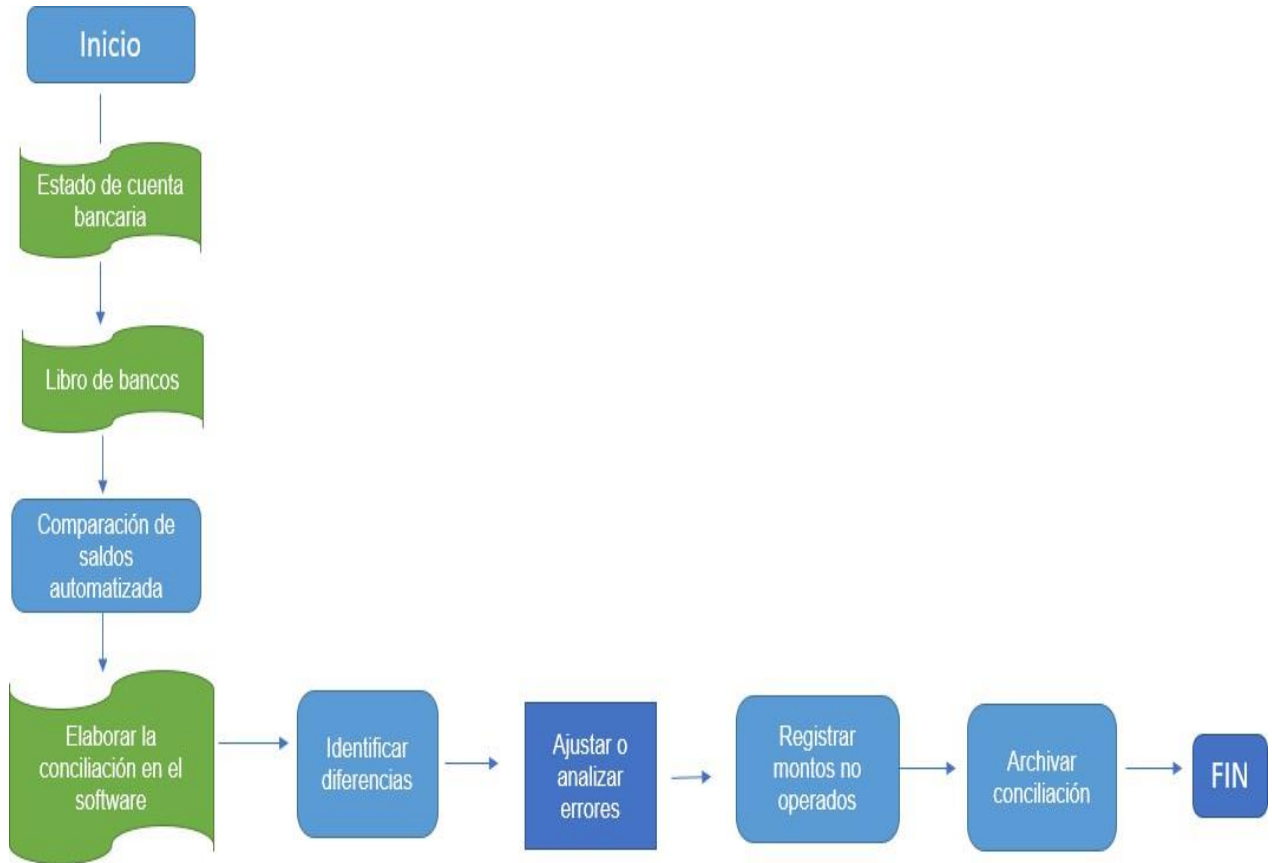 Inicio
Estado de cuenta
bancaria
Libro de bancos
Comparación de
saldos
automatizada
Elaborar la
conciliación en el
software
Identificar
diferencias
Ajustar o
analizar
errores
Registrar
montos no
operados
Archivar
conciliación
FIN